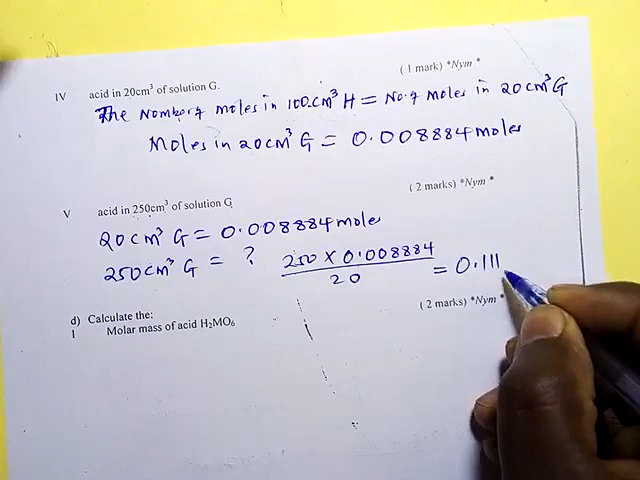 (1 mark) *Nym *
IV acid in 20cm³ of solution G.
The Nomber of moles in 100cm³ H = No. of moles in 20cm³ G
Moles in 20cm³ G = 0.008884 moles
(2 marks) *Nym *
V acid in 250cm³ of solution G
20cm³ G = 0.008884 moles
250cm³ G = ? 250 × 0.008884
20
= 0.111
(2 marks) *Nym *
d) Calculate the:
I Molar mass of acid H₂MO₆